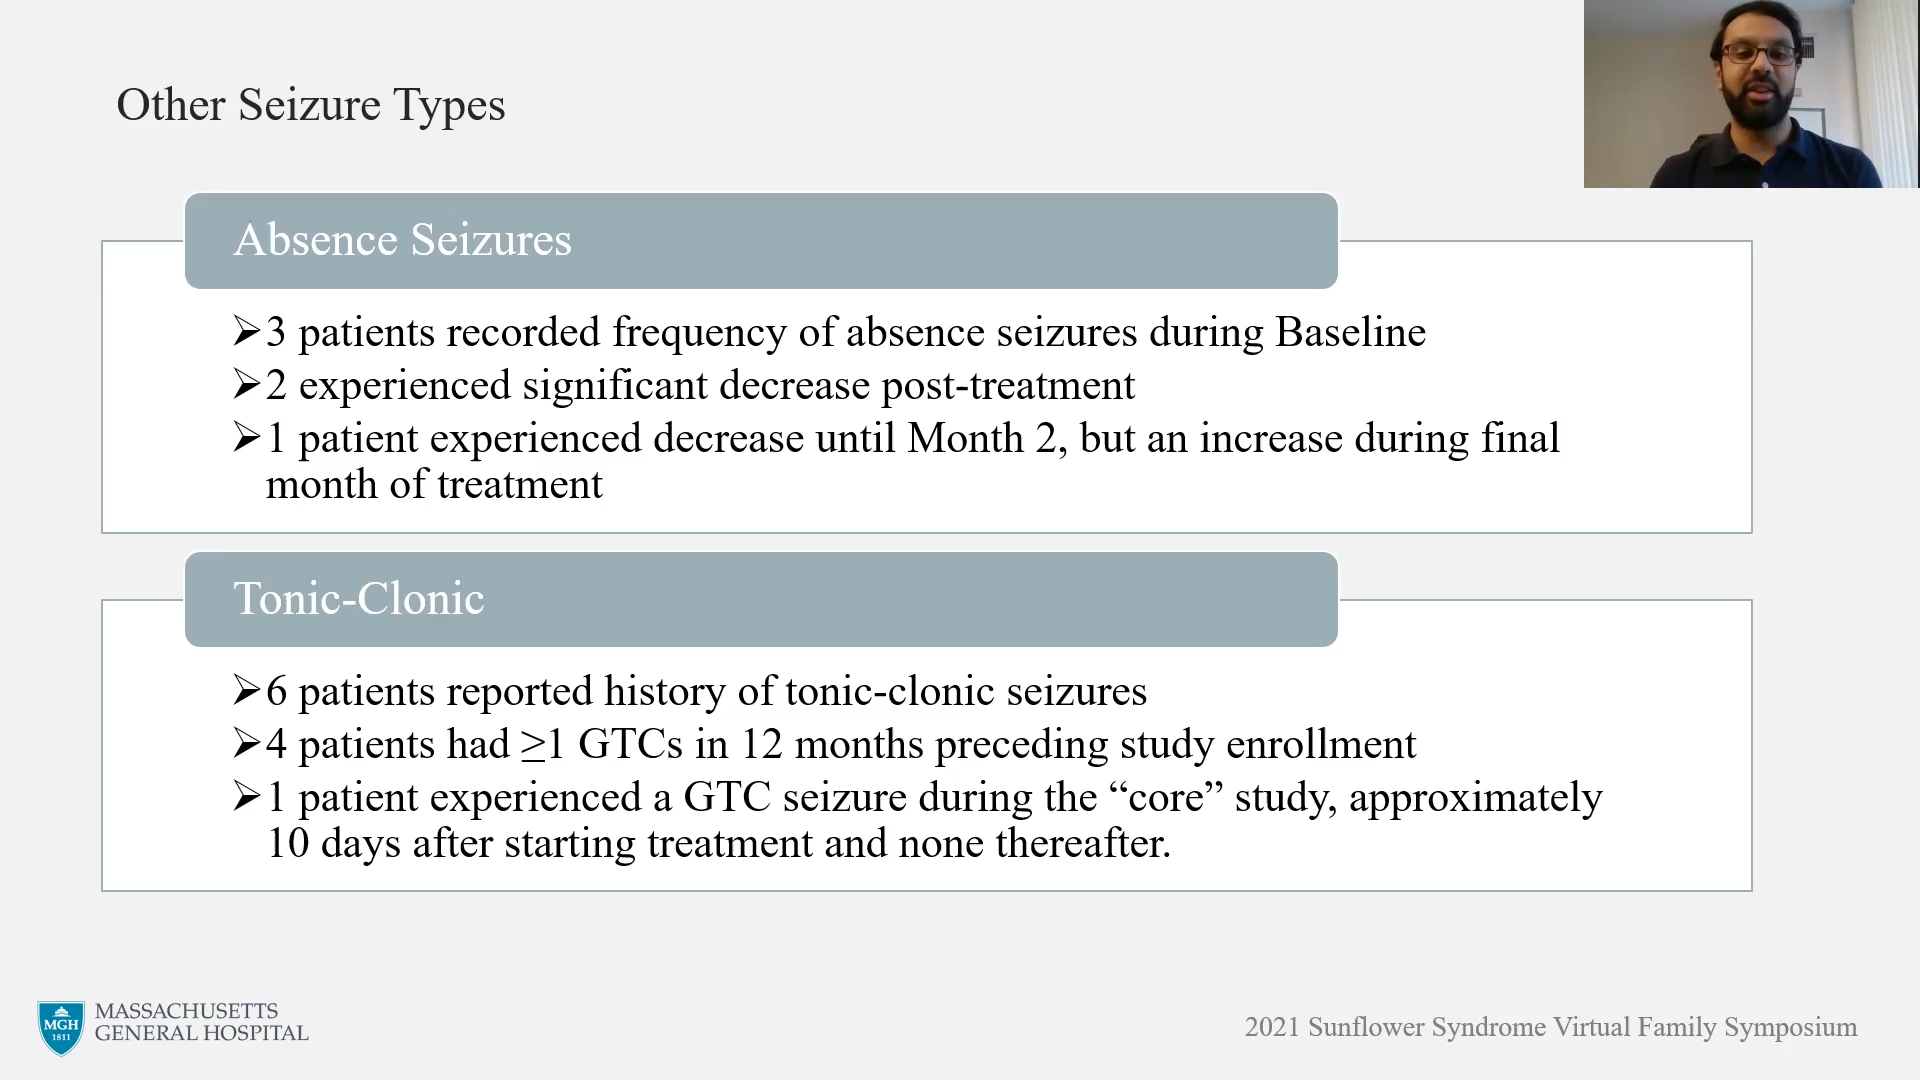 Other Seizure Types
Absence Seizures
➢3 patients recorded frequency of absence seizures during Baseline
➢2 experienced significant decrease post-treatment
➢1 patient experienced decrease until Month 2, but an increase during final
month of treatment
Tonic-Clonic
➢6 patients reported history of tonic-clonic seizures
➢4 patients had ≥1 GTCs in 12 months preceding study enrollment
➢1 patient experienced a GTC seizure during the “core” study, approximately
10 days after starting treatment and none thereafter.
MGH
1811
MASSACHUSETTS
GENERAL HOSPITAL
2021 Sunflower Syndrome Virtual Family Symposium